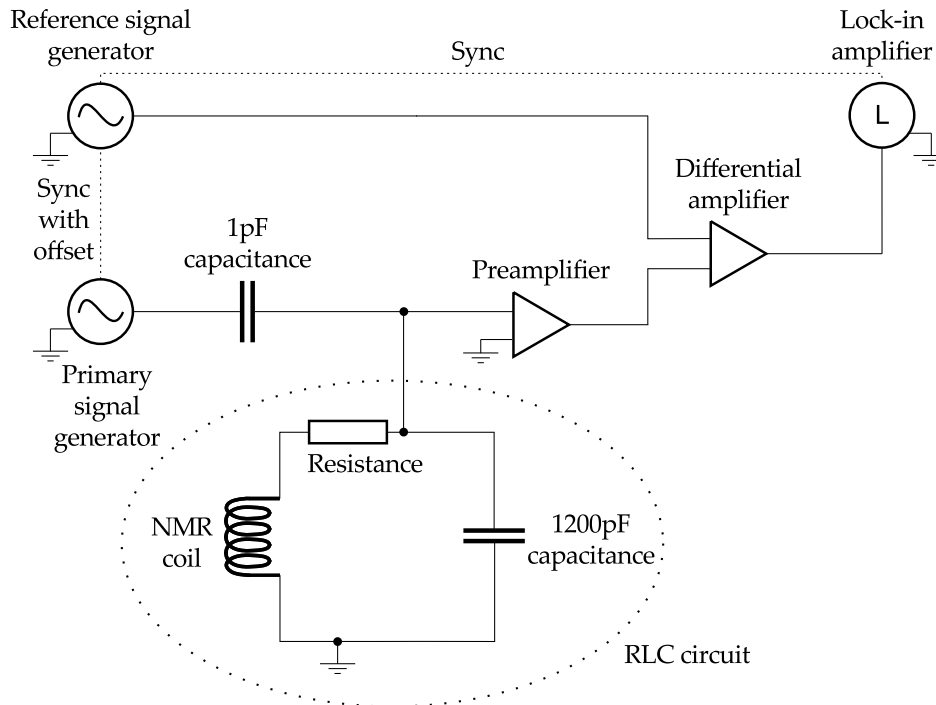 Reference signal
generator
Sync
Lock-in
amplifier
L
Sync
with
offset
Differential
amplifier
1pF
capacitance
Preamplifier
Primary
signal
generator
Resistance
NMR
coil
1200pF
capacitance
RLC circuit